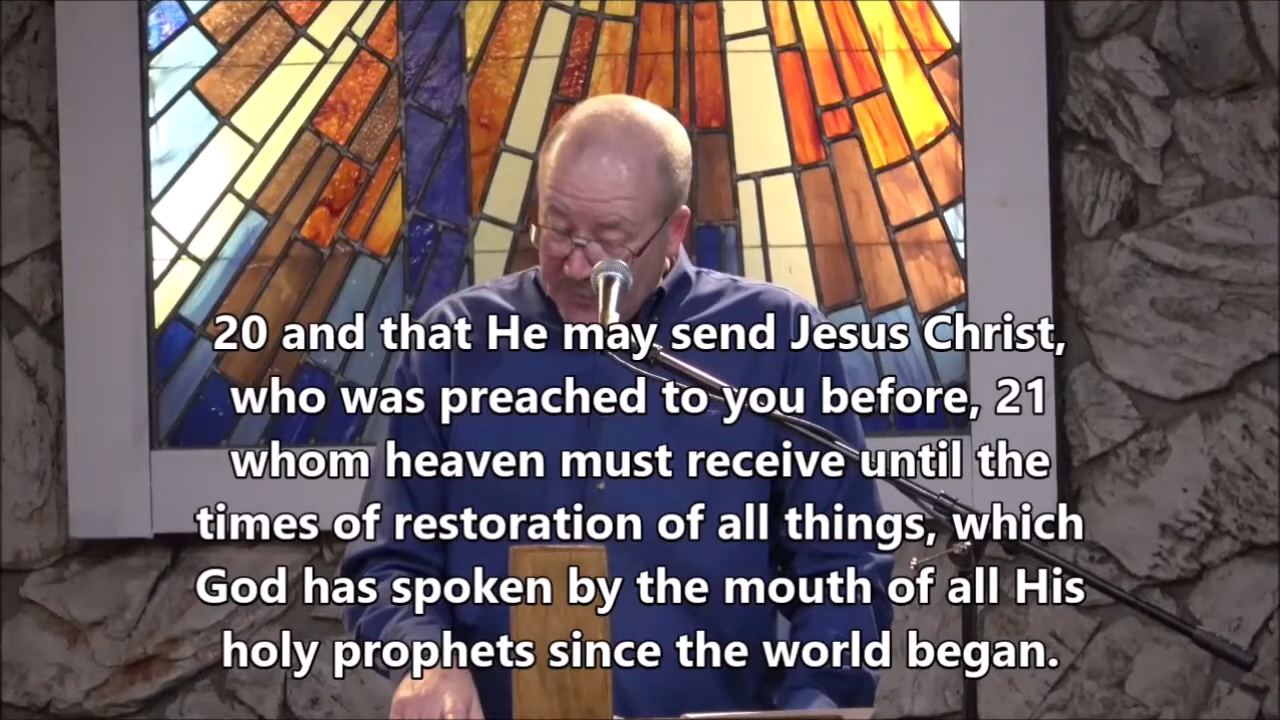 20 and that He may send Jesus Christ,
who was preached to you before, 21
whom heaven must receive until the
times of restoration of all things, which
God has spoken by the mouth of all His
holy prophets since the world began.